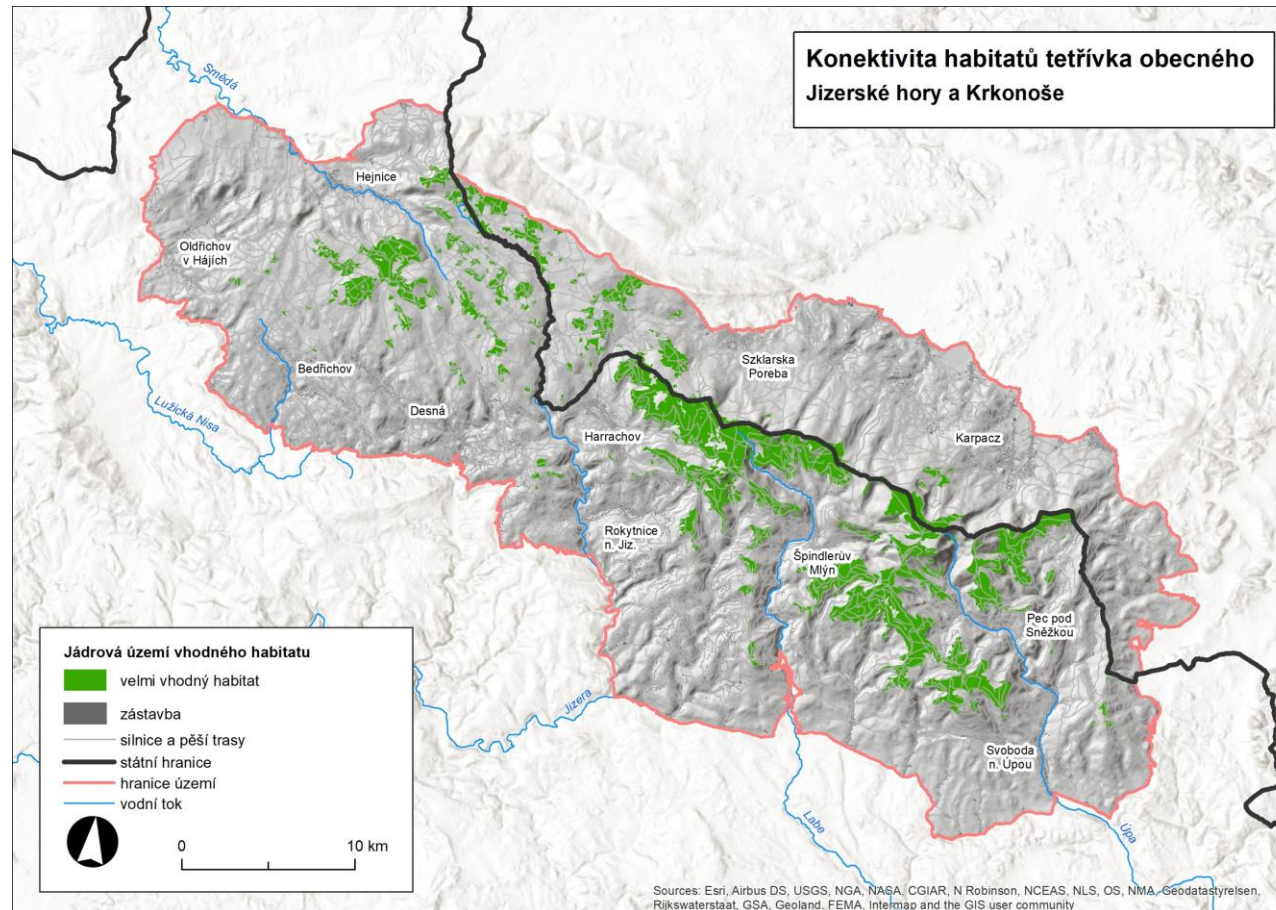 Konektivita habitatů tetřívka obecného
Jizerské hory a Krkonoše
Smědá
Hejnice
Oldřichov
v Hájích
Bedřichov
Lužická Nisa
Desná
Szklarska
Poreba
Harrachov
Karpacz
Rokytnice
n. Jiz.
Špindlerův
Mlýn
Pec pod
Sněžkou
Jizera
Svoboda
n. Úpou
Labe
Úpa
Jádrová území vhodného habitatu
velmi vhodný habitat
zástavba
silnice a pěší trasy
státní hranice
hranice území
vodní tok
0 10 km
Sources: Esri, Airbus DS, USGS, NGA, NASA, CGIAR, N Robinson, NCEAS, NLS, OS, NMA, Geodatastyrelsen,
Rijkswaterstaat, GSA, Geoland, FEMA, Intermap and the GIS user community